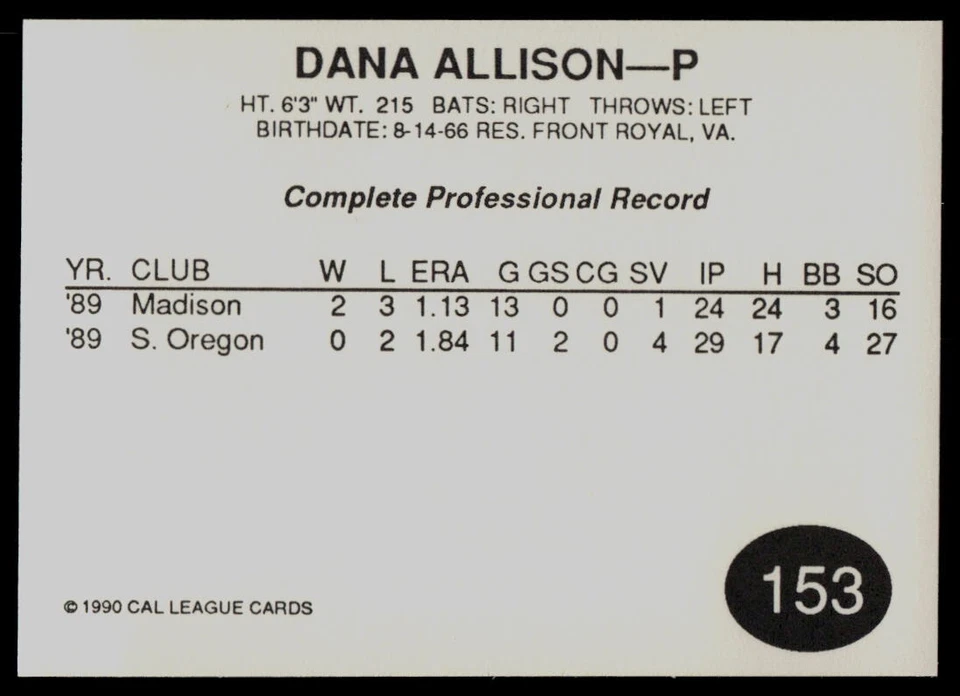 DANA ALLISON—P
HT. 6'3" WT. 215 BATS: RIGHT THROWS: LEFT
BIRTHDATE: 8-14-66 RES. FRONT ROYAL, VA.
Complete Professional Record
YR. CLUB W L ERA G GS CG SV IP H BB SO
'89 Madison 2 3 1.13 13 0 0 1 24 24 3 16
'89 S. Oregon 0 2 1.84 11 2 0 4 29 17 4 27
© 1990 CAL LEAGUE CARDS
153